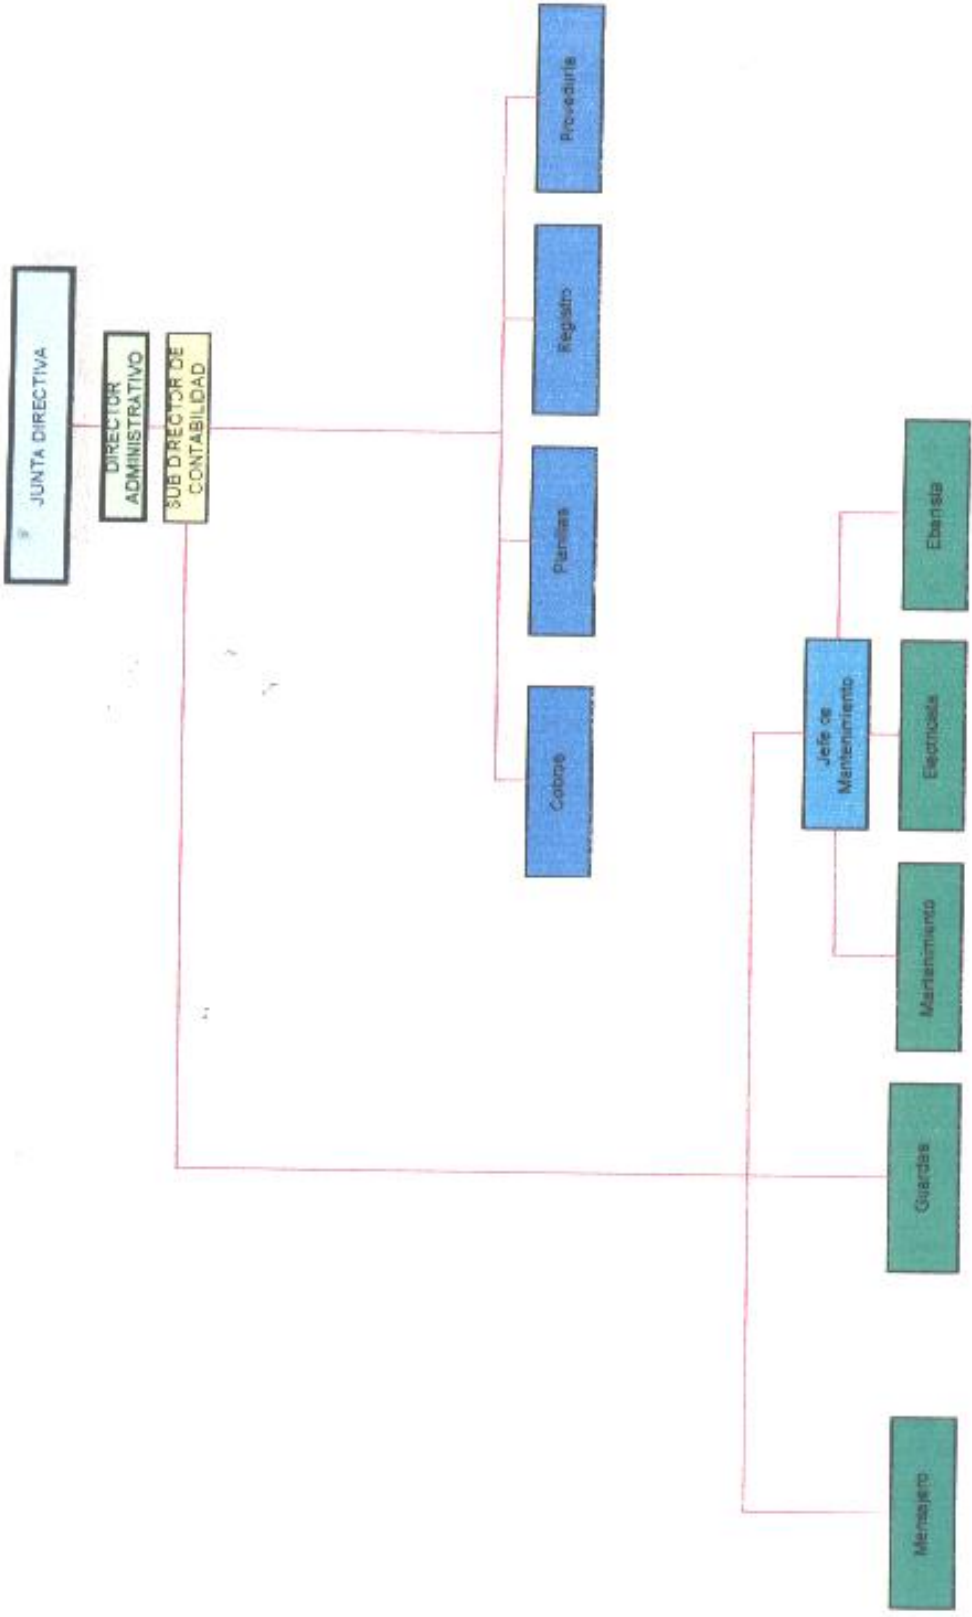 JUNTA DIRECTIVA
DIRECTOR
ADMINISTRATIVO
SUB DIRECTOR DE
CONTABILIDAD
Cobros
Planillas
Registro
Proveduria
Jefe de
Mantenimiento
Mensajero
Guardas
Mantenimiento
Electricista
Ebanista